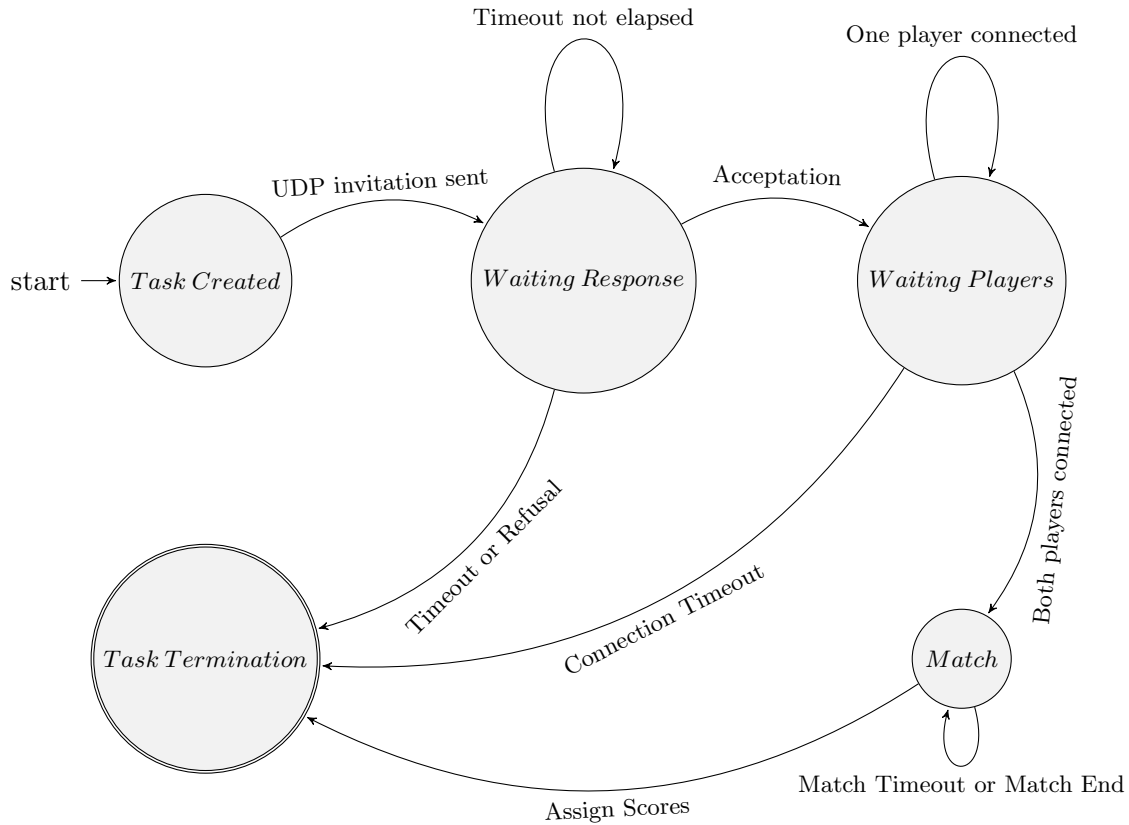 Timeout not elapsed
One player connected
UDP invitation sent
Acceptation
start
Task Created
Waiting Response
Waiting Players
Both players connected
Timeout or Refusal
Connection Timeout
Task Termination
Match
Match Timeout or Match End
Assign Scores